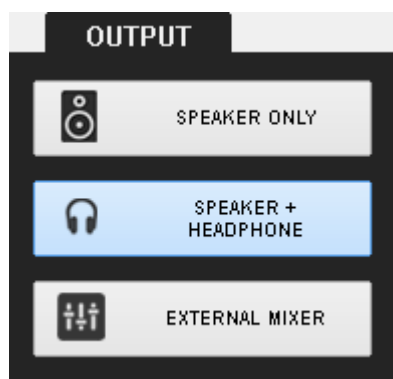 OUTPUT
SPEAKER ONLY
SPEAKER +
HEADPHONE
EXTERNAL MIXER